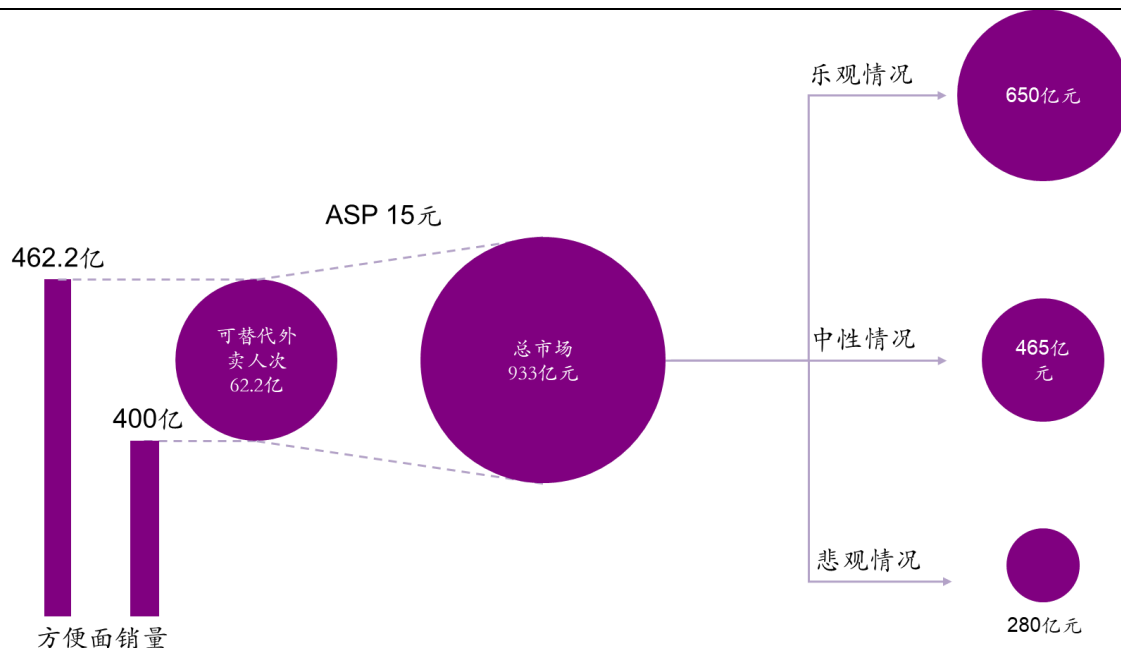 乐观情况
650亿元
ASP 15元
462.2亿
可替代外
卖人次
62.2亿
总市场
933亿元
中性情况
465亿
元
400亿
悲观情况
280亿元
方便面销量